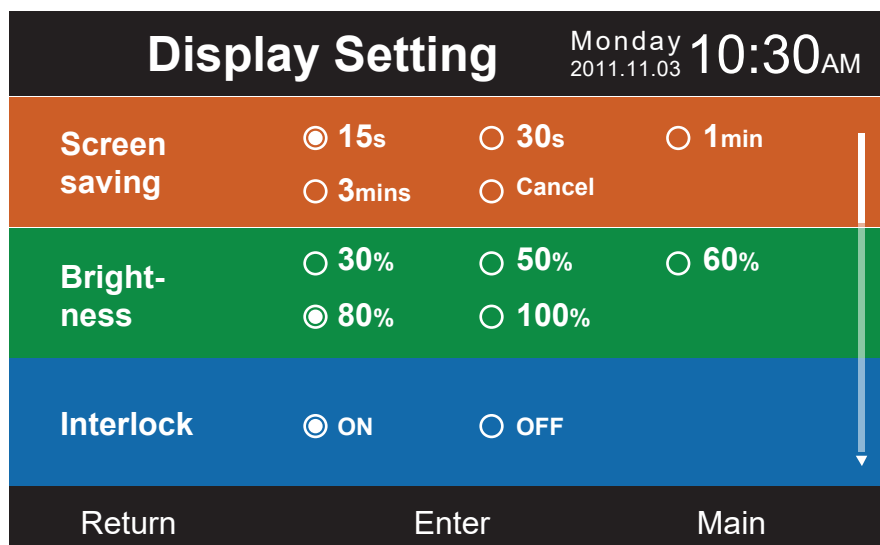 Display Setting
Monday
2011.11.03
10:30AM
Screen
saving
15s 30s 1min
3mins Cancel
Bright-
ness
30% 50% 60%
80% 100%
Interlock ON OFF
Return Enter Main